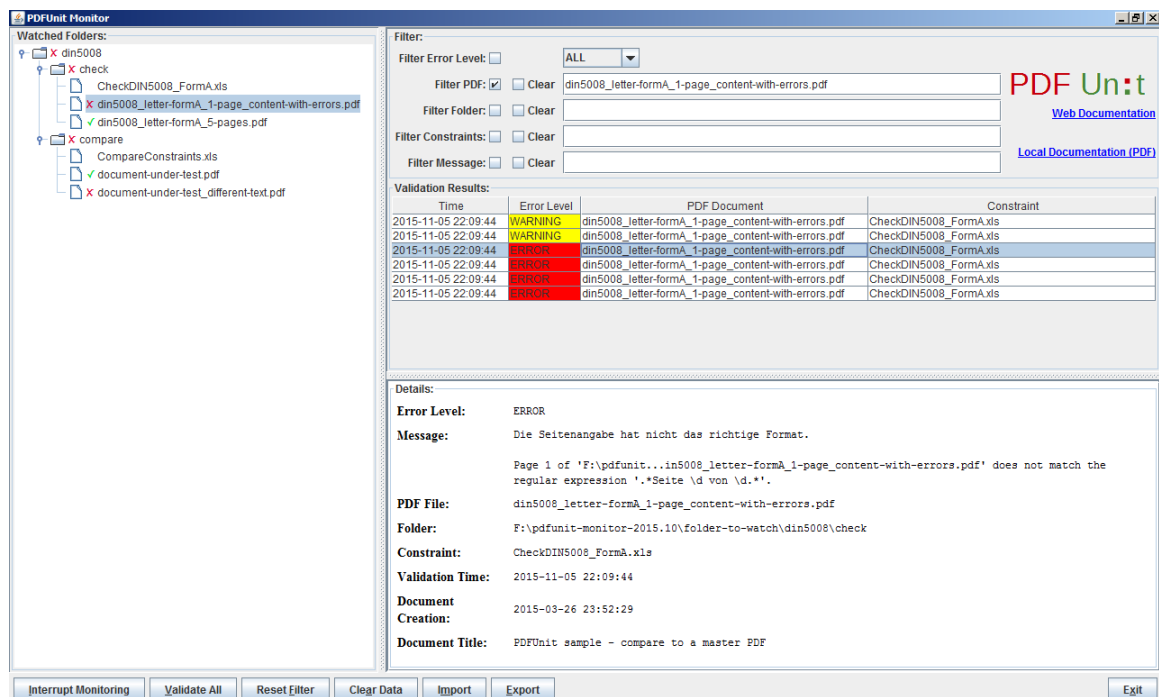 PDFUnit Monitor
Watched Folders:
X din5008
X check
CheckDIN5008_FormA.xls
X din5008_letter-formA_1-page_content-with-errors.pdf
✓ din5008_letter-formA_5-pages.pdf
X compare
CompareConstraints.xls
✓ document-under-test.pdf
X document-under-test_different-text.pdf
Filter:
Filter Error Level: ALL
Filter PDF: ✓ Clear din5008_letter-formA_1-page_content-with-errors.pdf
Filter Folder: Clear
Filter Constraints: Clear
Filter Message: Clear
PDF Un:t
Web Documentation
Local Documentation (PDF)
Validation Results:
Time Error Level PDF Document Constraint
2015-11-05 22:09:44 WARNING din5008_letter-formA_1-page_content-with-errors.pdf CheckDIN5008_FormA.xls
2015-11-05 22:09:44 WARNING din5008_letter-formA_1-page_content-with-errors.pdf CheckDIN5008_FormA.xls
2015-11-05 22:09:44 ERROR din5008_letter-formA_1-page_content-with-errors.pdf CheckDIN5008_FormA.xls
2015-11-05 22:09:44 ERROR din5008_letter-formA_1-page_content-with-errors.pdf CheckDIN5008_FormA.xls
2015-11-05 22:09:44 ERROR din5008_letter-formA_1-page_content-with-errors.pdf CheckDIN5008_FormA.xls
2015-11-05 22:09:44 ERROR din5008_letter-formA_1-page_content-with-errors.pdf CheckDIN5008_FormA.xls
Details:
Error Level: ERROR
Message: Die Seitenangabe hat nicht das richtige Format.
Page 1 of 'F:\pdfunit...in5008_letter-formA_1-page_content-with-errors.pdf' does not match the
regular expression '.*Seite \d von \d.*'.
PDF File: din5008_letter-formA_1-page_content-with-errors.pdf
Folder: F:\pdfunit-monitor-2015.10\folder-to-watch\din5008\check
Constraint: CheckDIN5008_FormA.xls
Validation Time: 2015-11-05 22:09:44
Document
Creation: 2015-03-26 23:52:29
Document Title: PDFUnit sample - compare to a master PDF
Interrupt Monitoring Validate All Reset Filter Clear Data Import Export Exit